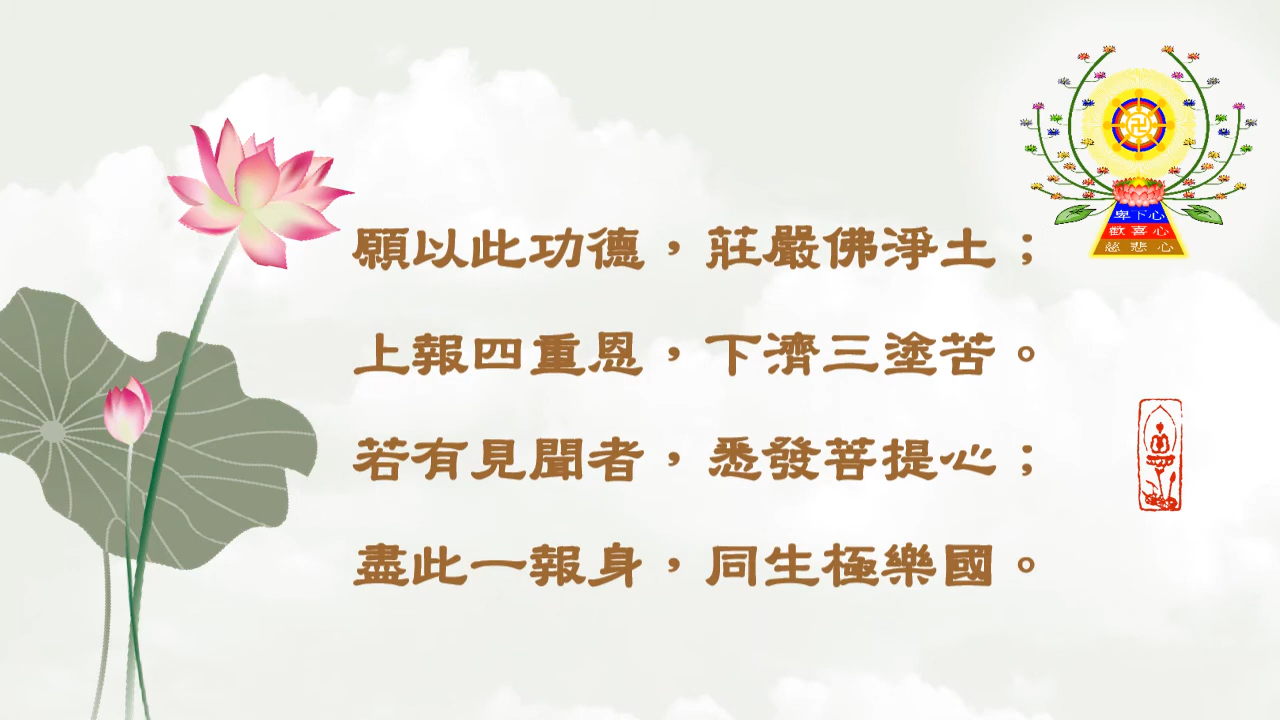 願以此功德，莊嚴佛淨土；
上報四重恩，下濟三塗苦。
若有見聞者，悉發菩提心；
盡此一報身，同生極樂國。
卍
卑下心
歡喜心
慈悲心